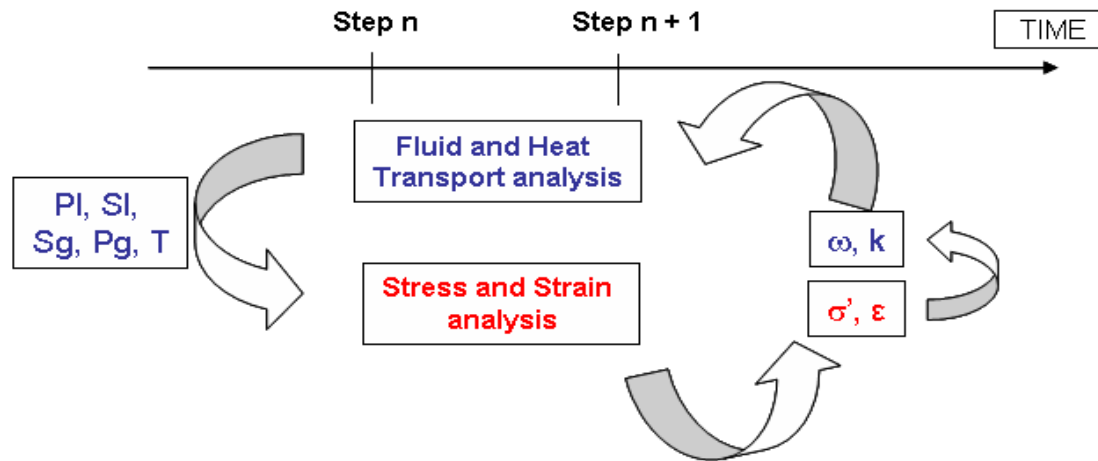 Step n
Step n + 1
TIME
Fluid and Heat
Transport analysis
Pl, Sl,
Sg, Pg, T
ω, k
Stress and Strain
analysis
σ’, ε